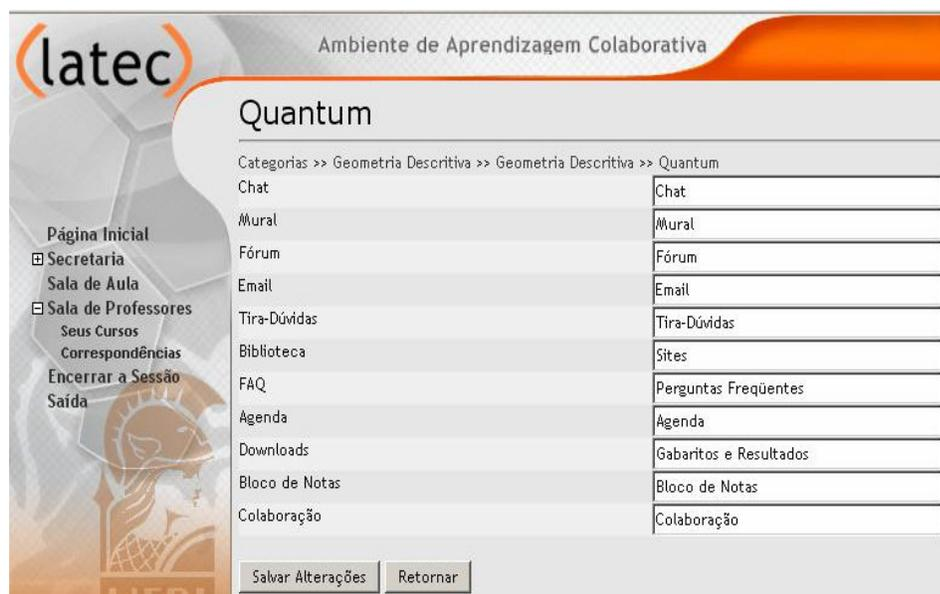 (latec)
Ambiente de Aprendizagem Colaborativa
Quantum
Categorias >> Geometria Descritiva >> Geometria Descritiva >> Quantum
Chat Chat
Mural Mural
Fórum Fórum
Email Email
Tira-Dúvidas Tira-Dúvidas
Biblioteca Sites
FAQ Perguntas Freqüentes
Agenda Agenda
Downloads Gabaritos e Resultados
Bloco de Notas Bloco de Notas
Colaboração Colaboração
Salvar Alterações Retornar
Página Inicial
Secretaria
Sala de Aula
Sala de Professores
Seus Cursos
Correspondências
Encerrar a Sessão
Saída